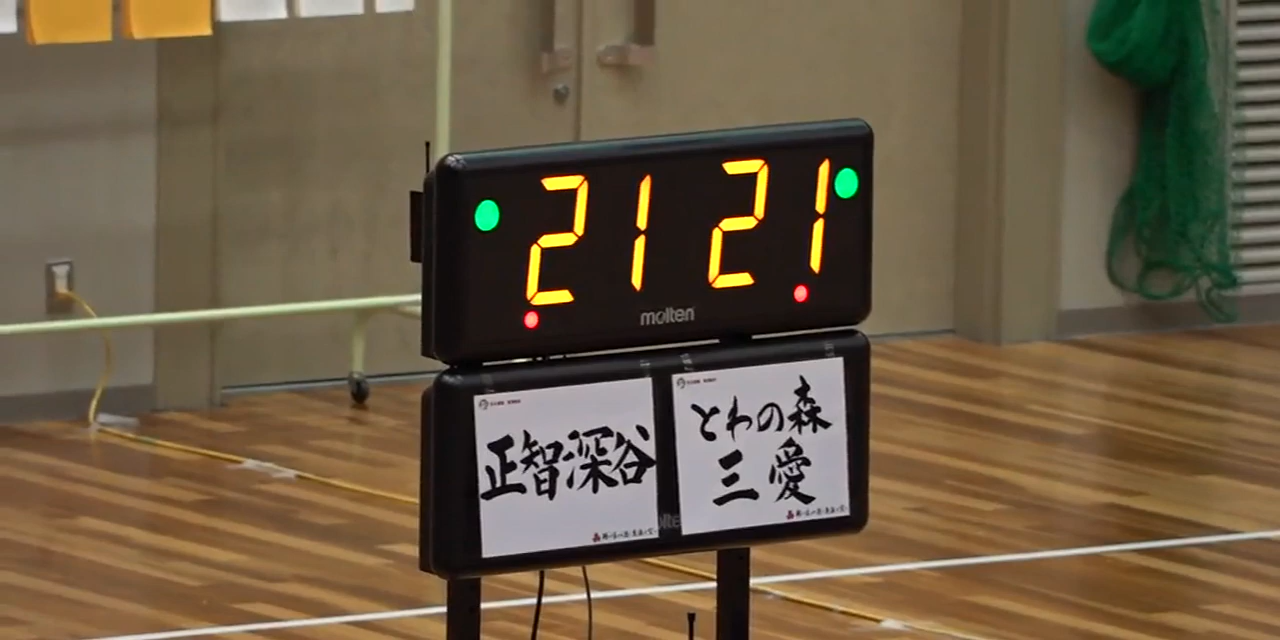 21 21
molten
正智深谷
とわの森
三愛